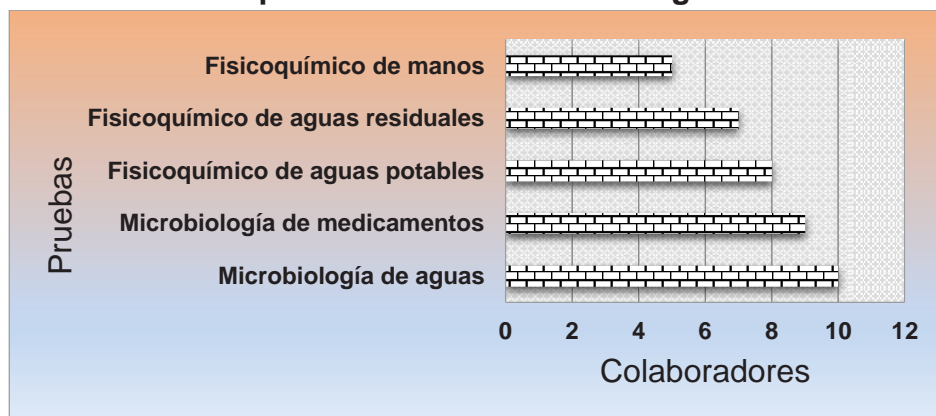 Fisicoquímico de manos
Fisicoquímico de aguas residuales
Fisicoquímico de aguas potables
Microbiología de medicamentos
Microbiología de aguas
Pruebas
0 2 4 6 8 10 12
Colaboradores